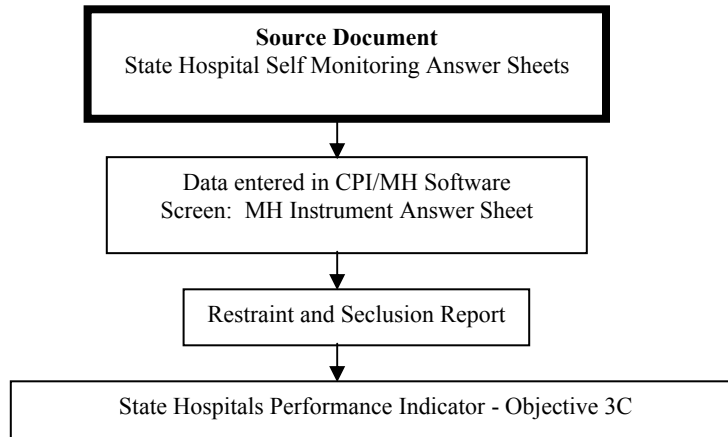 Source Document
State Hospital Self Monitoring Answer Sheets
Data entered in CPI/MH Software
Screen:  MH Instrument Answer Sheet
Restraint and Seclusion Report
State Hospitals Performance Indicator - Objective 3C